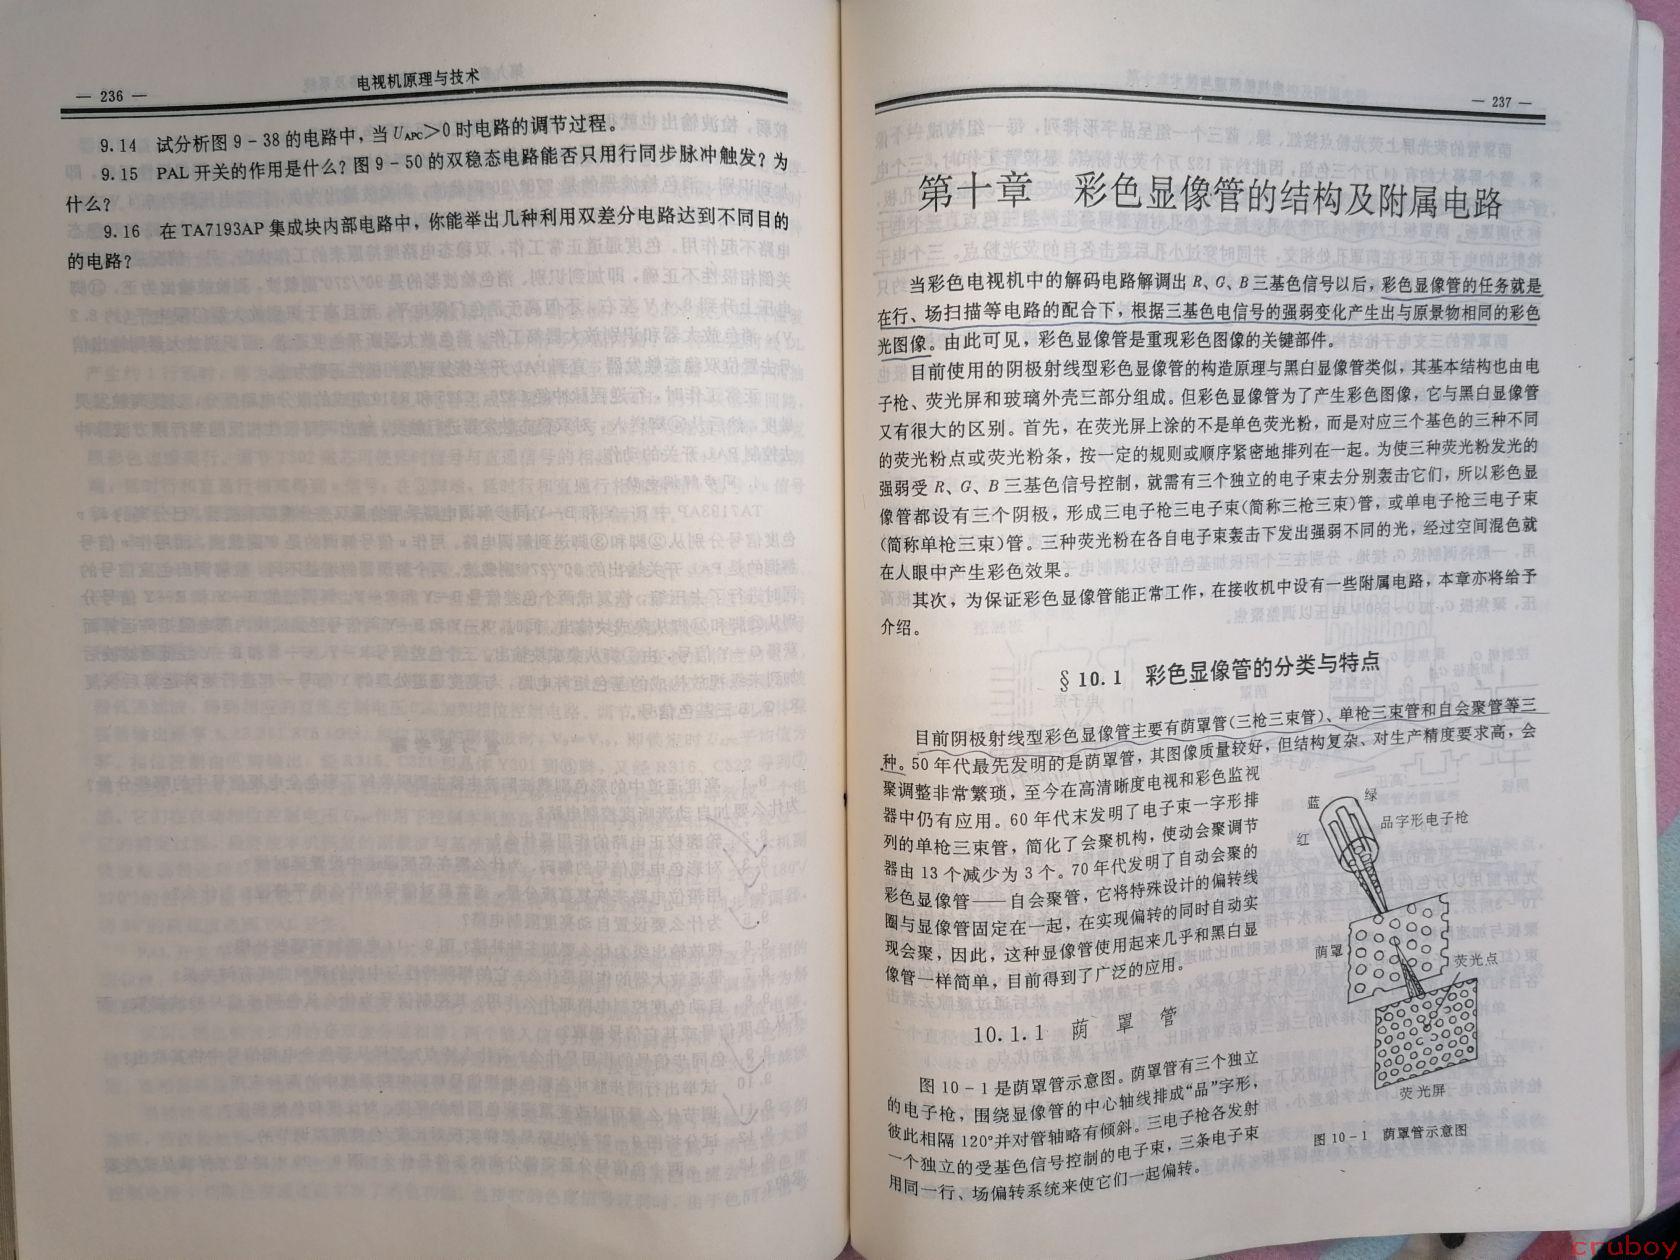 — 236 —
电视机原理与技术
9.14 试分析图 9-38 的电路中，当 UAPC>0 时电路的调节过程。
9.15 PAL 开关的作用是什么？图 9-50 的双稳态电路能否只用行同步脉冲触发？为
什么？
9.16 在 TA7193AP 集成块内部电路中，你能举出几种利用双差分电路达到不同目的
的电路？
— 237 —
第十章 彩色显像管的结构及附属电路
当彩色电视机中的解码电路解调出 R、G、B 三基色信号以后，彩色显像管的任务就是
在行、场扫描等电路的配合下，根据三基色电信号的强弱变化产生出与原景物相同的彩色
光图像。由此可见，彩色显像管是重现彩色图像的关键部件。
目前使用的阴极射线型彩色显像管的构造原理与黑白显像管类似，其基本结构也由电
子枪、荧光屏和玻璃外壳三部分组成。但彩色显像管为了产生彩色图像，它与黑白显像管
又有很大的区别。首先，在荧光屏上涂的不是单色荧光粉，而是对应三个基色的三种不同
的荧光粉点或荧光粉条，按一定的规则或顺序紧密地排列在一起。为使三种荧光粉发光的
强弱受 R、G、B 三基色信号控制，就需有三个独立的电子束去分别轰击它们，所以彩色显
像管都设有三个阴极，形成三电子枪三电子束(简称三枪三束)管，或单电子枪三电子束
(简称单枪三束)管。三种荧光粉在各自电子束轰击下发出强弱不同的光，经过空间混色就
在人眼中产生彩色效果。
其次，为保证彩色显像管能正常工作，在接收机中设有一些附属电路，本章亦将给予
介绍。
§ 10.1 彩色显像管的分类与特点
目前阴极射线型彩色显像管主要有荫罩管(三枪三束管)、单枪三束管和自会聚管等三
种。50 年代最先发明的是荫罩管，其图像质量较好，但结构复杂、对生产精度要求高，会
聚调整非常繁琐，至今在高清晰度电视和彩色监视
器中仍有应用。60 年代末发明了电子束一字形排
列的单枪三束管，简化了会聚机构，使动会聚调节
器由 13 个减少为 3 个。70 年代发明了自动会聚的
彩色显像管——自会聚管，它将特殊设计的偏转线
圈与显像管固定在一起，在实现偏转的同时自动实
现会聚，因此，这种显像管使用起来几乎和黑白显
像管一样简单，目前得到了广泛的应用。
10.1.1 荫罩管
图 10-1 是荫罩管示意图。荫罩管有三个独立
的电子枪，围绕显像管的中心轴线排成“品”字形，
彼此相隔 120°并对管轴略有倾斜。三电子枪各发射
一个独立的受基色信号控制的电子束，三条电子束
用同一行、场偏转系统来使它们一起偏转。
蓝
绿
红
品字形电子枪
荫罩
荧光点
荧光屏
图 10-1 荫罩管示意图
cruboy